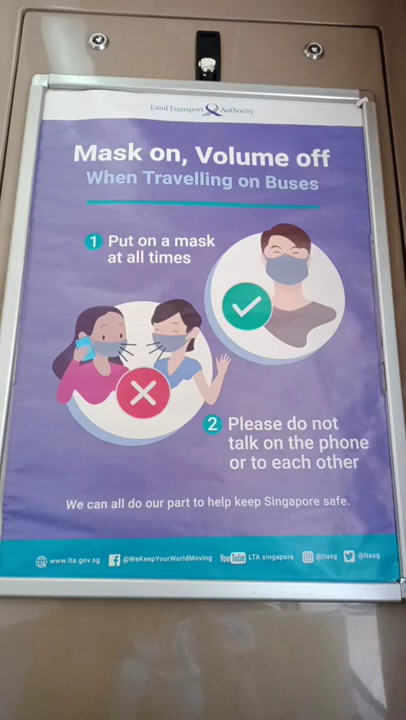 Land Transport Authority
Mask on, Volume off
When Travelling on Buses
1 Put on a mask
at all times
2 Please do not
talk on the phone
or to each other
We can all do our part to help keep Singapore safe.
www.lta.gov.sg @WeKeepYourWorldMoving YouTube LTA singapore @ltasg @ltasg